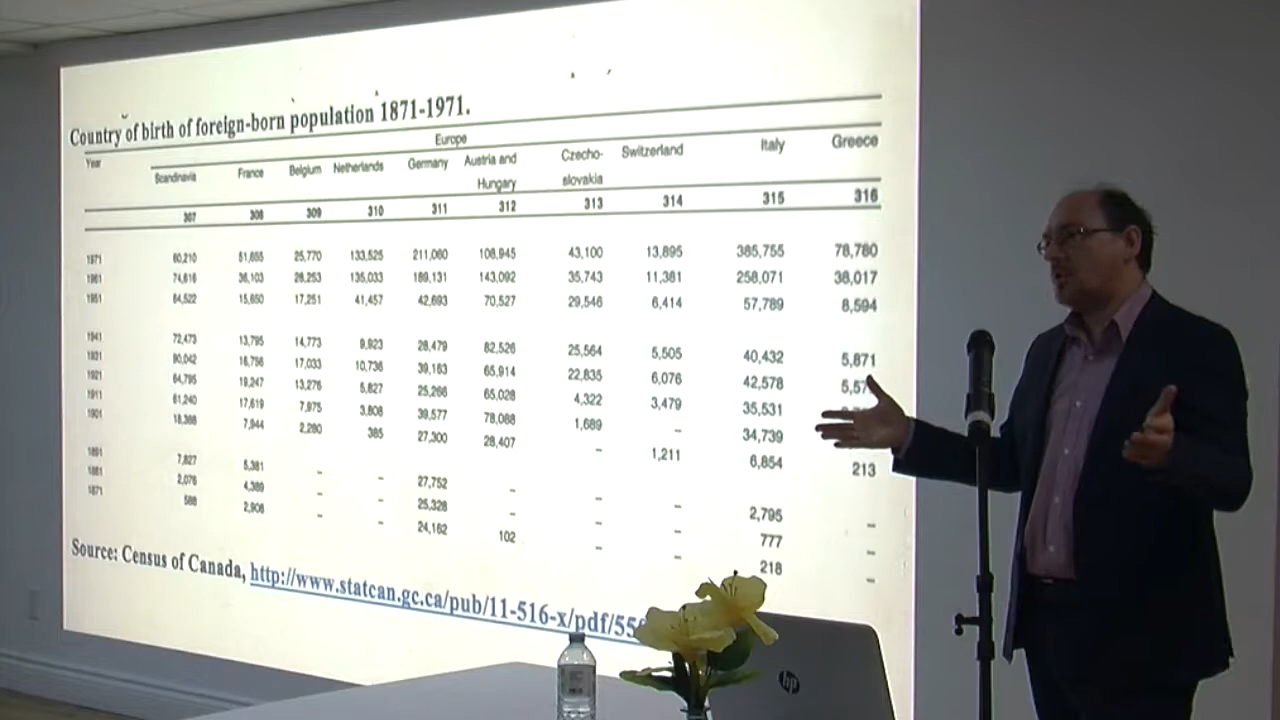 Country of birth of foreign-born population 1871-1971.
Europe
Year Scandinavia France Belgium Netherlands Germany Austria and Hungary Czecho-slovakia Switzerland Italy Greece
307 308 309 310 311 312 313 314 315 316
1971 60,210 51,655 25,770 133,525 211,060 108,945 43,100 13,895 385,755 78,780
1961 74,616 36,103 28,253 135,033 189,131 143,092 35,743 11,381 258,071 38,017
1951 64,522 15,650 17,251 41,457 42,693 70,527 29,546 6,414 57,789 8,594
1941 72,473 13,795 14,773 9,923 28,479 82,526 25,564 5,505 40,432 5,871
1931 90,042 16,756 17,033 10,736 39,163 65,914 22,835 6,076 42,578
1921 64,795 19,247 13,276 5,827 25,266 65,028 4,322 3,479 35,531
1911 61,240 17,619 7,975 3,808 39,577 78,088 1,689 – 34,739
1901 18,388 7,944 2,280 385 27,300 28,407 – 1,211 6,854 213
1891 7,827 5,381 – – 27,752 – – – 2,795 –
1881 2,076 4,389 – – 25,328 – – – 777 –
1871 588 2,908 – – 24,162 102 – – 218 –
Source: Census of Canada, http://www.statcan.gc.ca/pub/11-516-x/pdf/55
hp